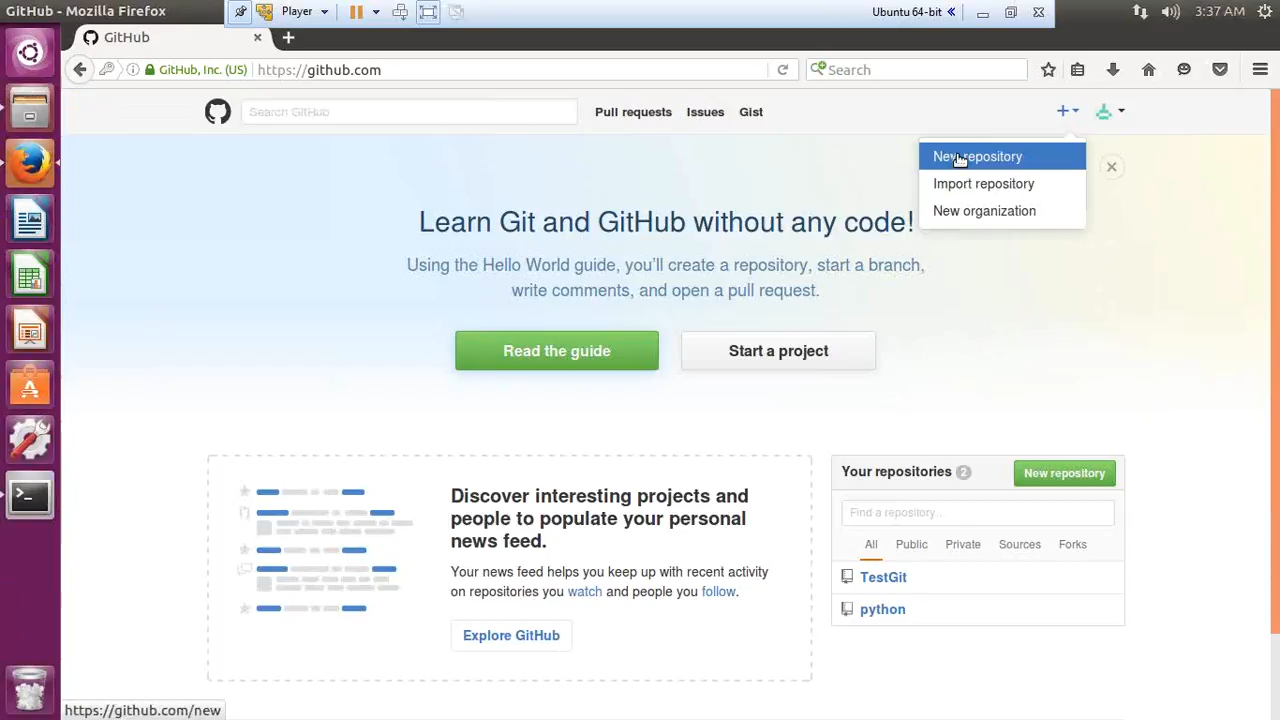 GitHub - Mozilla Firefox
Player
Ubuntu 64-bit
3:37 AM
GitHub
GitHub, Inc. (US)
https://github.com
Search
Search GitHub
Pull requests
Issues
Gist
New repository
Import repository
New organization
Learn Git and GitHub without any code!
Using the Hello World guide, you'll create a repository, start a branch,
write comments, and open a pull request.
Read the guide
Start a project
Discover interesting projects and
people to populate your personal
news feed.
Your news feed helps you keep up with recent activity
on repositories you watch and people you follow.
Explore GitHub
Your repositories 2
New repository
Find a repository...
All
Public
Private
Sources
Forks
TestGit
python
https://github.com/new